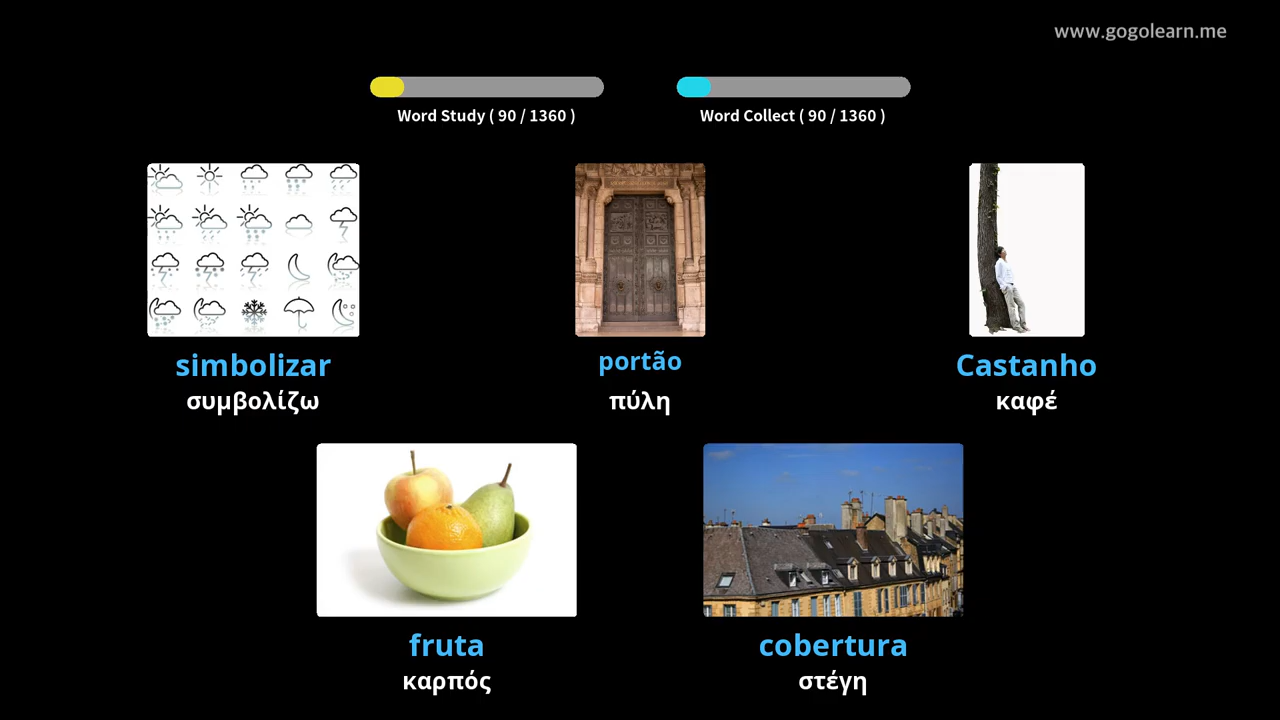 www.gogolearn.me
Word Study ( 90 / 1360 )
Word Collect ( 90 / 1360 )
simbolizar
συμβολίζω
portão
πύλη
Castanho
καφέ
fruta
καρπός
cobertura
στέγη